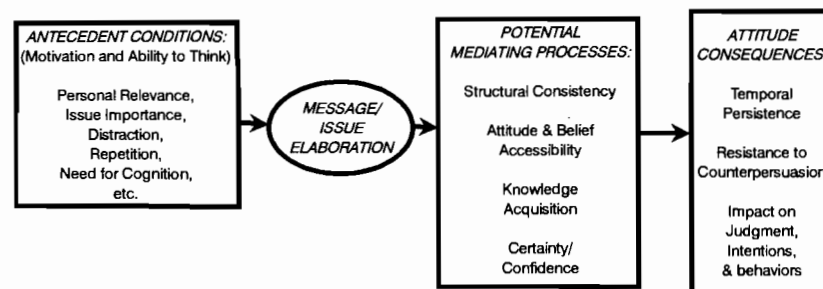 ANTECEDENT CONDITIONS:
(Motivation and Ability to Think)
Personal Relevance,
Issue Importance,
Distraction,
Repetition,
Need for Cognition,
etc.
MESSAGE/
ISSUE
ELABORATION
POTENTIAL
MEDIATING PROCESSES:
Structural Consistency
Attitude & Belief
Accessibility
Knowledge
Acquisition
Certainty/
Confidence
ATTITUDE
CONSEQUENCES:
Temporal
Persistence
Resistance to
Counterpersuasion
Impact on
Judgment,
Intentions,
& behaviors